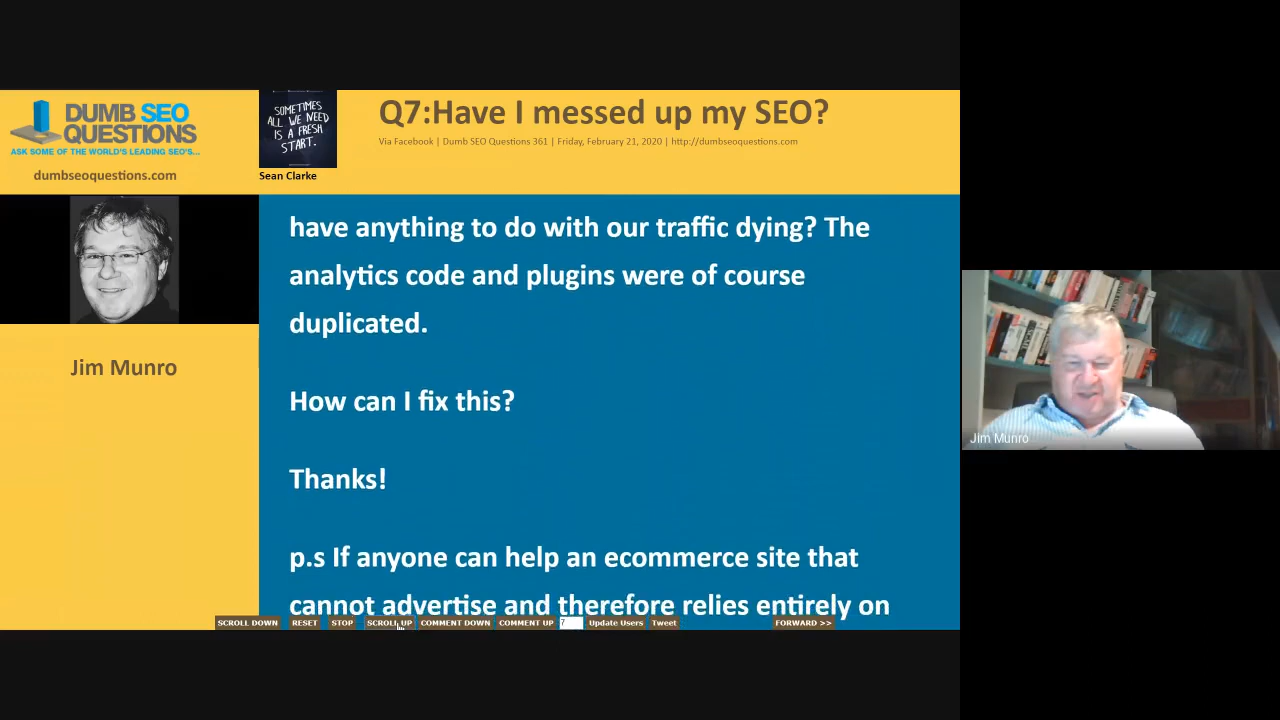 DUMB SEO
QUESTIONS
ASK SOME OF THE WORLD'S LEADING SEO'S...
dumbseoquestions.com
SOMETIMES
ALL WE NEED
IS A FRESH
START.
Sean Clarke
Q7:Have I messed up my SEO?
Via Facebook | Dumb SEO Questions 361 | Friday, February 21, 2020 | http://dumbseoquestions.com
Jim Munro
have anything to do with our traffic dying? The
analytics code and plugins were of course
duplicated.
How can I fix this?
Thanks!
p.s If anyone can help an ecommerce site that
cannot advertise and therefore relies entirely on
SCROLL DOWN RESET STOP SCROLL UP COMMENT DOWN COMMENT UP 7 Update Users Tweet FORWARD >>
Jim Munro